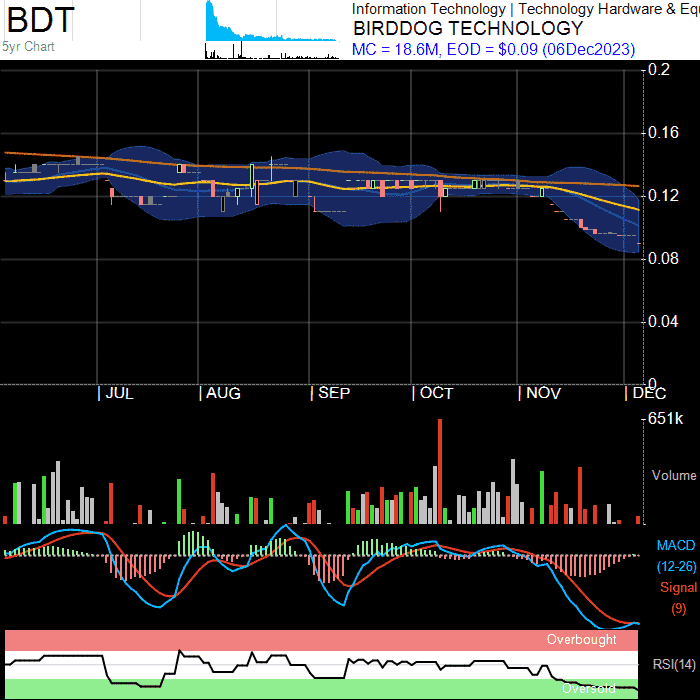 BDT
5yr Chart
Information Technology | Technology Hardware & Equ
BIRDDOG TECHNOLOGY
MC = 18.6M, EOD = $0.09 (06Dec2023)
0.2
0.16
0.12
0.08
0.04
0
JUL AUG SEP OCT NOV DEC
651k
Volume
MACD
(12-26)
Signal
(9)
Overbought
RSI(14)
Oversold